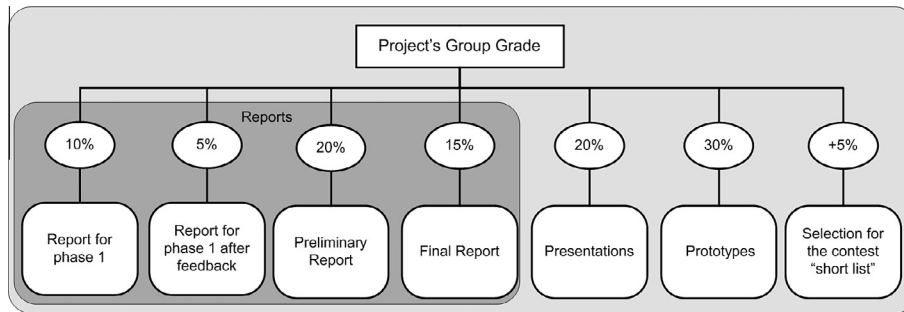 Project's Group Grade
Reports
10%
5%
20%
15%
20%
30%
+5%
Report for
phase 1
Report for
phase 1 after
feedback
Preliminary
Report
Final Report
Presentations
Prototypes
Selection for
the contest
“short list”